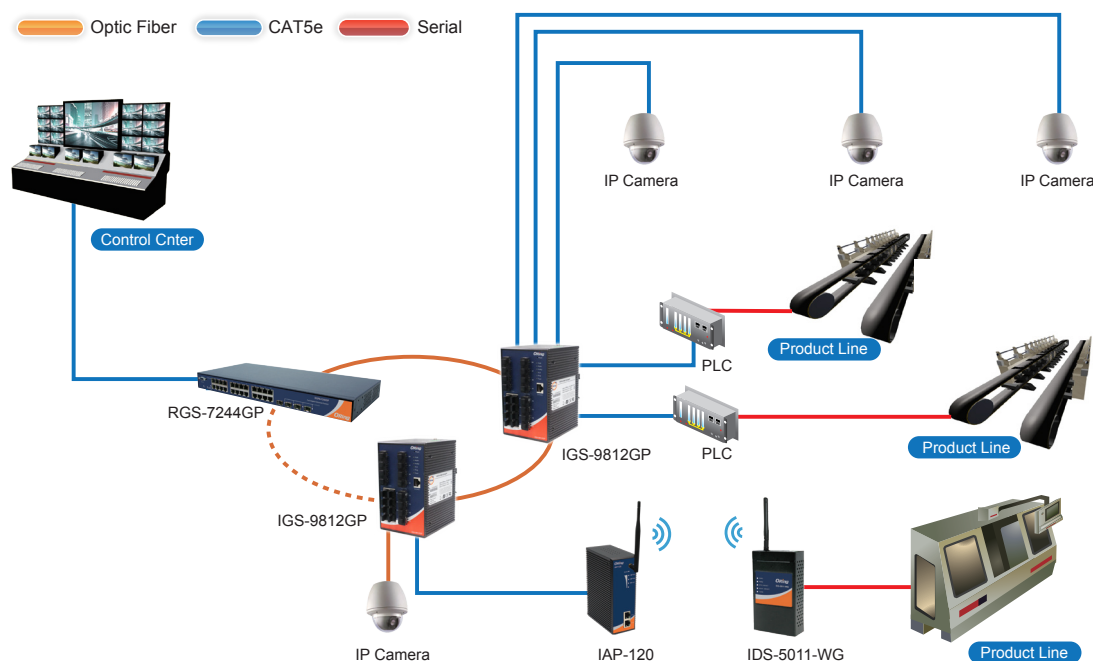 Optic Fiber
CAT5e
Serial
IP Camera
IP Camera
IP Camera
Control Cnter
PLC
Product Line
RGS-7244GP
IGS-9812GP
PLC
Product Line
IGS-9812GP
IP Camera
IAP-120
IDS-5011-WG
Product Line